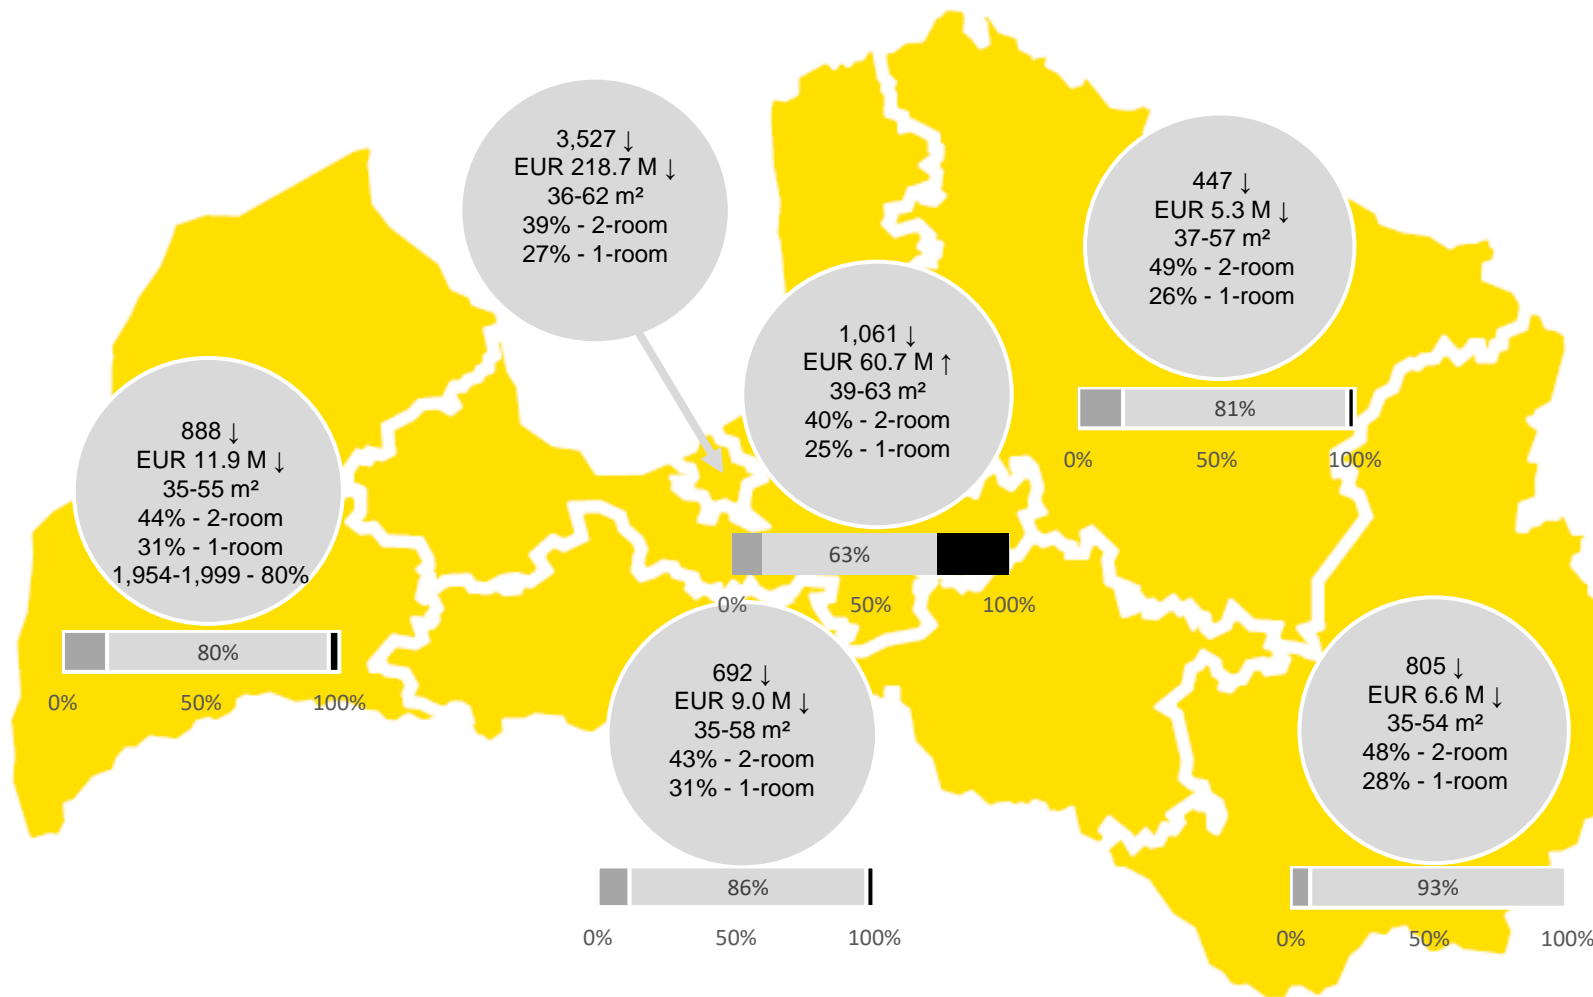 3,527 ↓
EUR 218.7 M ↓
36-62 m²
39% - 2-room
27% - 1-room
447 ↓
EUR 5.3 M ↓
37-57 m²
49% - 2-room
26% - 1-room
81%
0% 50% 100%
1,061 ↓
EUR 60.7 M ↑
39-63 m²
40% - 2-room
25% - 1-room
63%
0% 50% 100%
888 ↓
EUR 11.9 M ↓
35-55 m²
44% - 2-room
31% - 1-room
1,954-1,999 - 80%
80%
0% 50% 100%
692 ↓
EUR 9.0 M ↓
35-58 m²
43% - 2-room
31% - 1-room
86%
0% 50% 100%
805 ↓
EUR 6.6 M ↓
35-54 m²
48% - 2-room
28% - 1-room
93%
0% 50% 100%